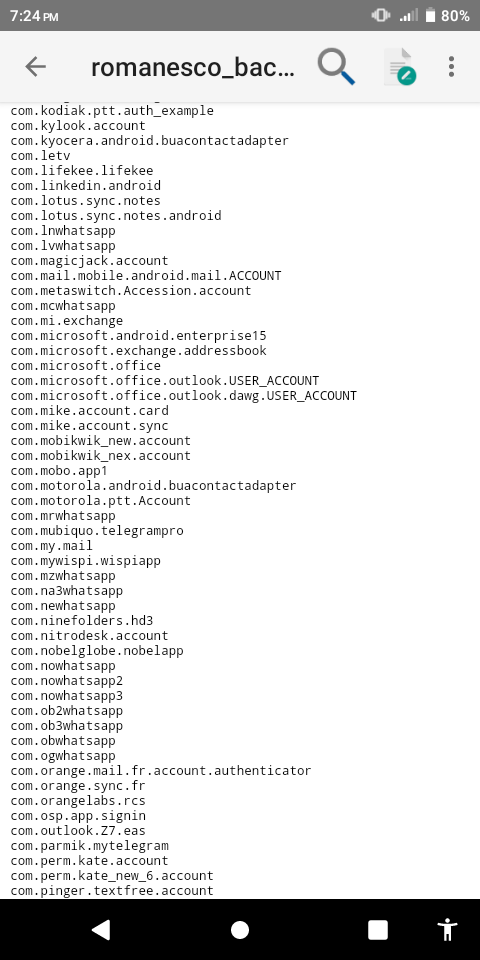 7:24 PM
80%
romanesco_bac...
com.kodiak.ptt.auth_example
com.kylook.account
com.kyocera.android.buacontactadapter
com.letv
com.lifekee.lifekee
com.linkedin.android
com.lotus.sync.notes
com.lotus.sync.notes.android
com.lnwhatsapp
com.lvwhatsapp
com.magicjack.account
com.mail.mobile.android.mail.ACCOUNT
com.metaswitch.Accession.account
com.mcwhatsapp
com.mi.exchange
com.microsoft.android.enterprise15
com.microsoft.exchange.addressbook
com.microsoft.office
com.microsoft.office.outlook.USER_ACCOUNT
com.microsoft.office.outlook.dawg.USER_ACCOUNT
com.mike.account.card
com.mike.account.sync
com.mobikwik_new.account
com.mobikwik_nex.account
com.mobo.app1
com.motorola.android.buacontactadapter
com.motorola.ptt.Account
com.mrwhatsapp
com.mubiquo.telegrampro
com.my.mail
com.mywispi.wispiapp
com.mzwhatsapp
com.na3whatsapp
com.newhatsapp
com.ninefolders.hd3
com.nitrodesk.account
com.nobelglobe.nobelapp
com.nowhatsapp
com.nowhatsapp2
com.nowhatsapp3
com.ob2whatsapp
com.ob3whatsapp
com.obwhatsapp
com.ogwhatsapp
com.orange.mail.fr.account.authenticator
com.orange.sync.fr
com.orangelabs.rcs
com.osp.app.signin
com.outlook.Z7.eas
com.parmik.mytelegram
com.perm.kate.account
com.perm.kate_new_6.account
com.pinger.textfree.account